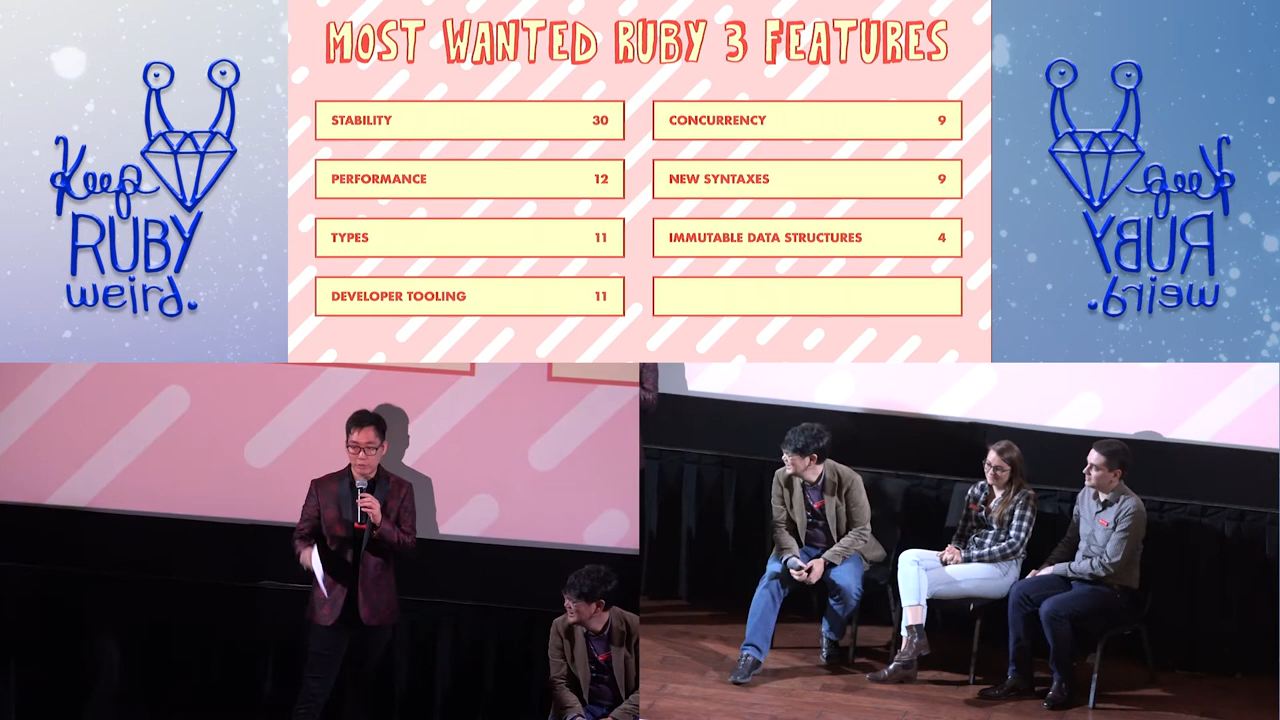 MOST WANTED RUBY 3 FEATURES
STABILITY 30
PERFORMANCE 12
TYPES 11
DEVELOPER TOOLING 11
CONCURRENCY 9
NEW SYNTAXES 9
IMMUTABLE DATA STRUCTURES 4
Keep
RUBY
weird.
Keep
RUBY
weird.